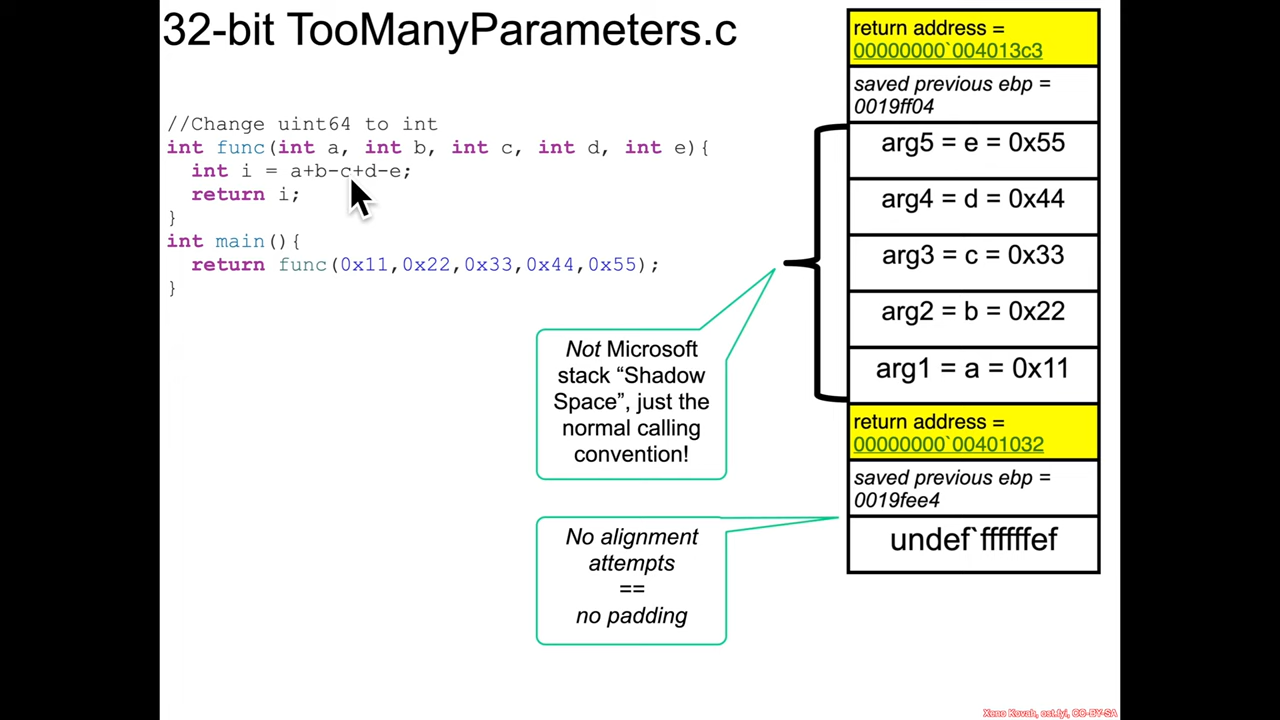 32-bit TooManyParameters.c
//Change uint64 to int
int func(int a, int b, int c, int d, int e){
int i = a+b-c+d-e;
return i;
}
int main(){
return func(0x11,0x22,0x33,0x44,0x55);
}
Not Microsoft
stack “Shadow
Space”, just the
normal calling
convention!
No alignment
attempts
==
no padding
return address =
00000000`004013c3
saved previous ebp =
0019ff04
arg5 = e = 0x55
arg4 = d = 0x44
arg3 = c = 0x33
arg2 = b = 0x22
arg1 = a = 0x11
return address =
00000000`00401032
saved previous ebp =
0019fee4
undef`ffffffef
Xeno Kovah, ost.fyi, CC-BY-SA